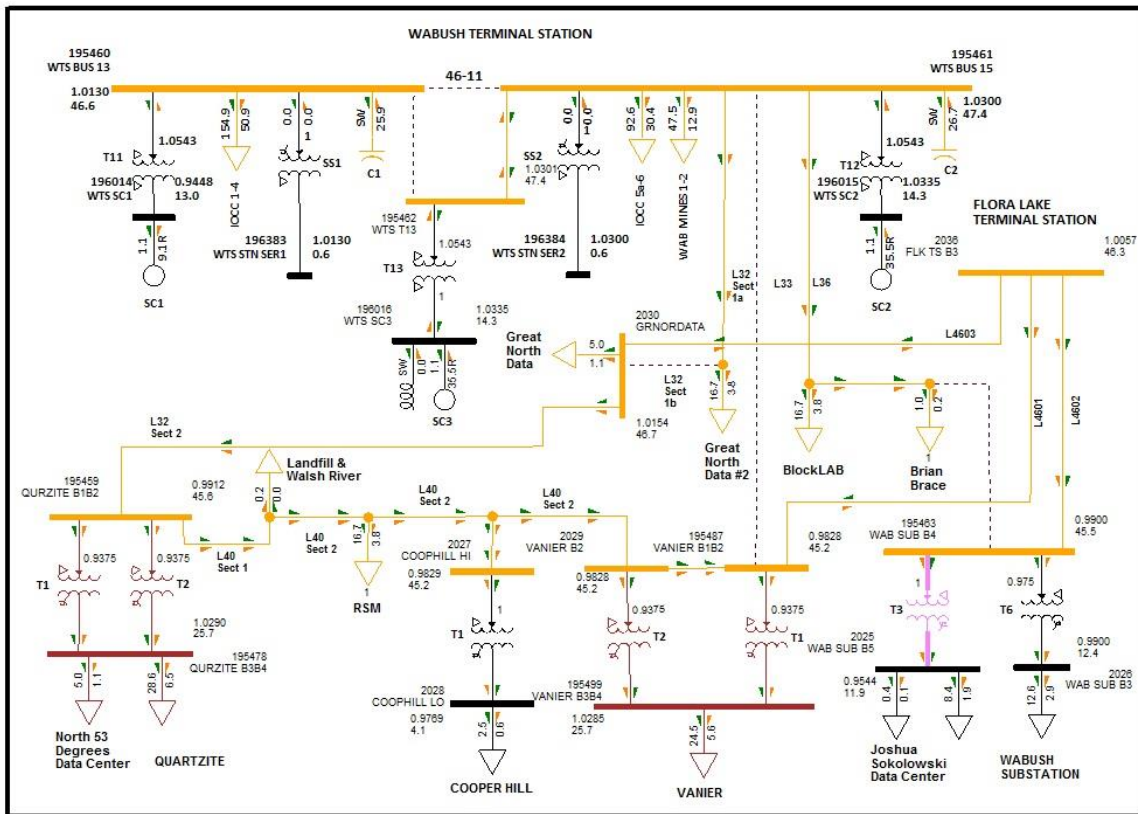 WABUSH TERMINAL STATION
195460
WTS BUS 13
1.0130
46.6
46-11
195461
WTS BUS 15
1.0300
47.4
1.0543
T11
196014
WTS SC1
0.9448
13.0
1.1
9.1R
SC1
154.9
50.9
IOCC 1-4
0.0
0.0
1
SS1
196383
WTS STN SER1
1.0130
0.6
SW
25.9
C1
SS2
1.0301
47.4
195462
WTS T13
1.0543
T13
1
196016
WTS SC3
1.0335
14.3
SW
0.0
1.1
35.5R
SC3
0.0
0.0
196384
WTS STN SER2
1.0300
0.6
92.6
30.4
IOCC 5a-6
47.5
12.9
WAB MINES 1-2
L32
Sect
1a
L33
L36
1.0543
T12
196015
WTS SC2
1.0335
14.3
1.1
35.5R
SC2
SW
26.7
C2
FLORA LAKE
TERMINAL STATION
2036
FLK TS B3
1.0057
46.3
2030
GRNORDATA
Great
North
Data
5.0
1.1
L4603
L32
Sect
1b
16.7
3.8
Great
North
Data #2
1.0154
46.7
16.7
3.8
BlockLAB
1.0
0.2
1
Brian
Brace
L4601
L4602
L32
Sect 2
Landfill &
Walsh River
0.2
0.0
195459
QURZITE B1B2
0.9912
45.6
L40
Sect 1
L40
Sect 2
16.7
3.8
1
RSM
L40
Sect 2
L40
Sect 2
2027
COOPHILL HI
0.9829
45.2
1
T1
2028
COOPHILL LO
0.9769
4.1
2.5
0.6
COOPER HILL
2029
VANIER B2
0.9828
45.2
195487
VANIER B1B2
0.9828
45.2
0.9375
T2
0.9375
T1
195499
VANIER B3B4
1.0285
25.7
24.5
5.6
VANIER
0.9375
T1
0.9375
T2
1.0290
25.7
195478
QURZITE B3B4
5.0
1.1
28.6
6.5
North 53
Degrees
Data Center
QUARTZITE
195463
WAB SUB B4
0.9900
45.5
1
T3
2025
WAB SUB B5
0.9544
11.9
0.4
0.1
8.4
1.9
Joshua
Sokolowski
Data Center
0.975
T6
0.9900
12.4
2026
WAB SUB B3
12.6
2.9
WABUSH
SUBSTATION